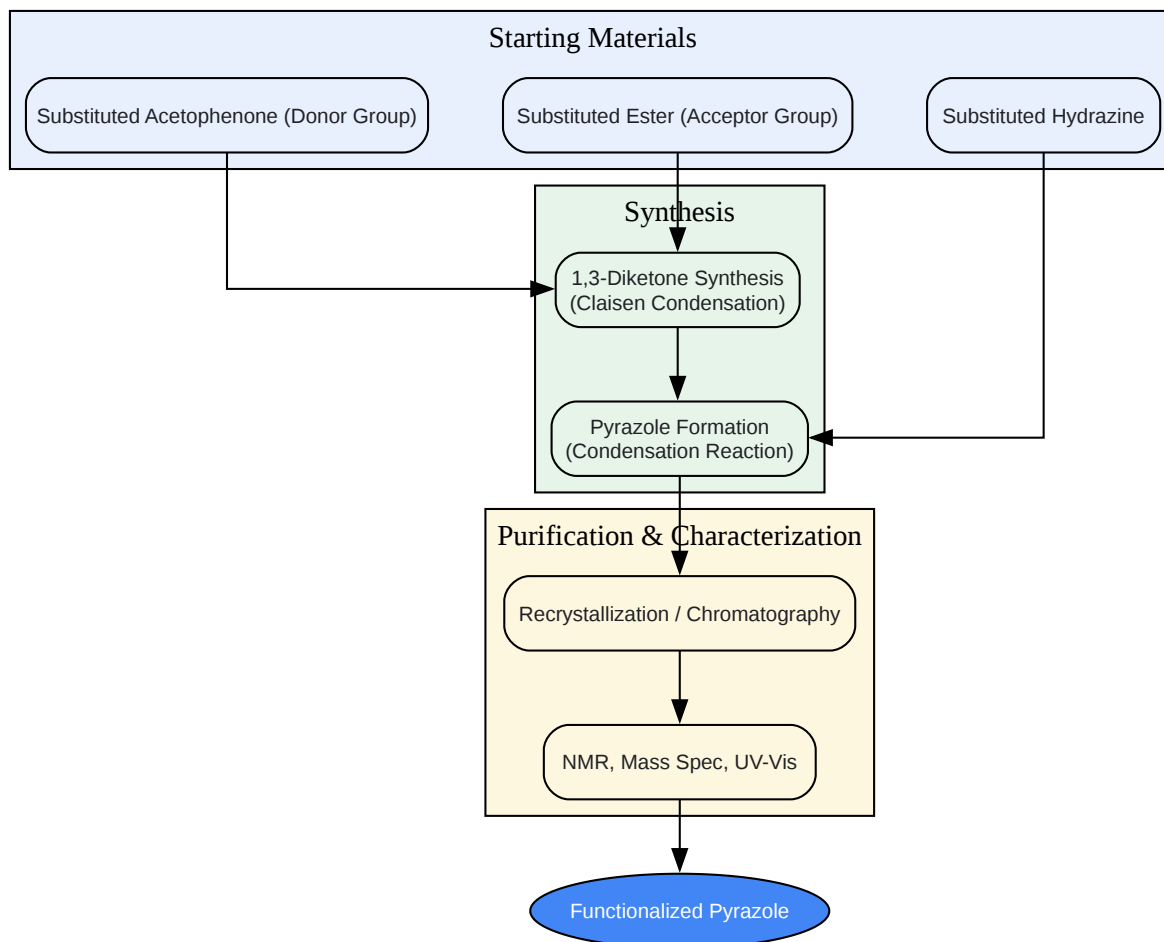 Starting Materials
Substituted Acetophenone (Donor Group)
Substituted Ester (Acceptor Group)
Substituted Hydrazine
Synthesis
1,3-Diketone Synthesis
(Claisen Condensation)
Pyrazole Formation
(Condensation Reaction)
Purification & Characterization
Recrystallization / Chromatography
NMR, Mass Spec, UV-Vis
Functionalized Pyrazole